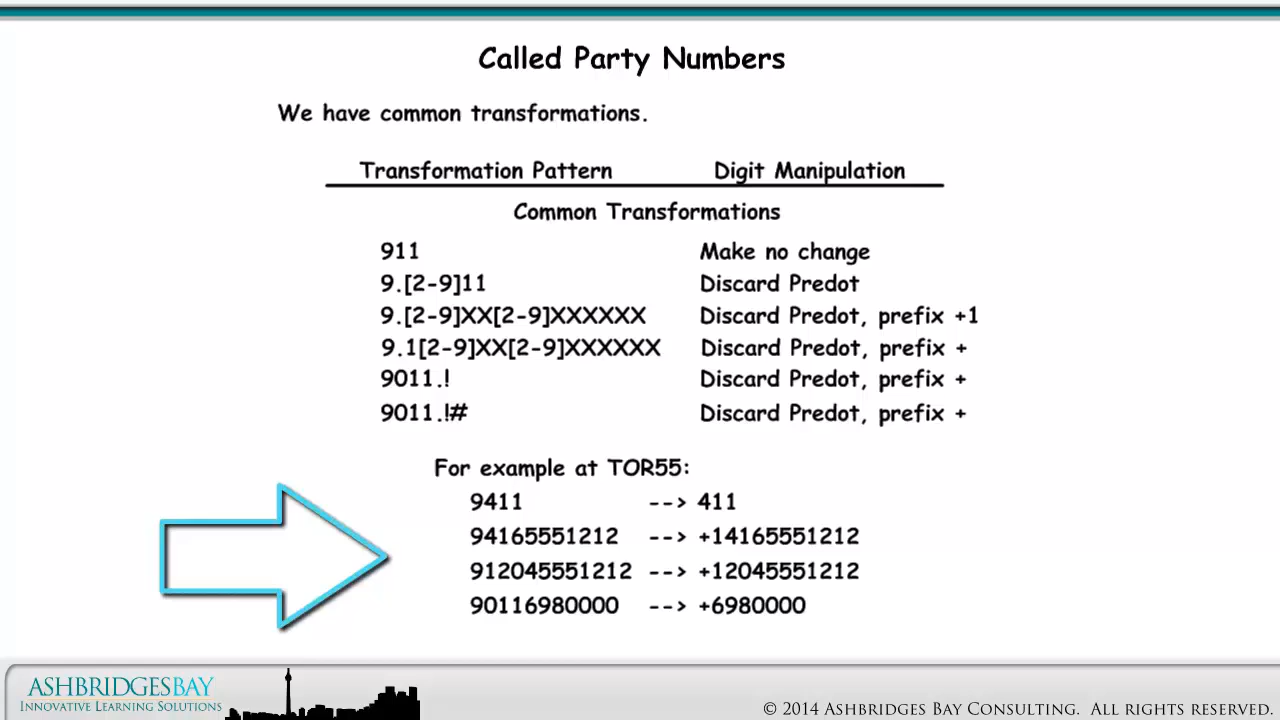 Called Party Numbers
We have common transformations.
Transformation Pattern Digit Manipulation
Common Transformations
911 Make no change
9.[2-9]11 Discard Predot
9.[2-9]XX[2-9]XXXXXX Discard Predot, prefix +1
9.1[2-9]XX[2-9]XXXXXX Discard Predot, prefix +
9011.! Discard Predot, prefix +
9011.!# Discard Predot, prefix +
For example at TOR55:
9411 --> 411
94165551212 --> +14165551212
912045551212 --> +12045551212
90116980000 --> +6980000
ASHBRIDGESBAY
INNOVATIVE LEARNING SOLUTIONS
© 2014 ASHBRIDGES BAY CONSULTING. ALL RIGHTS RESERVED.